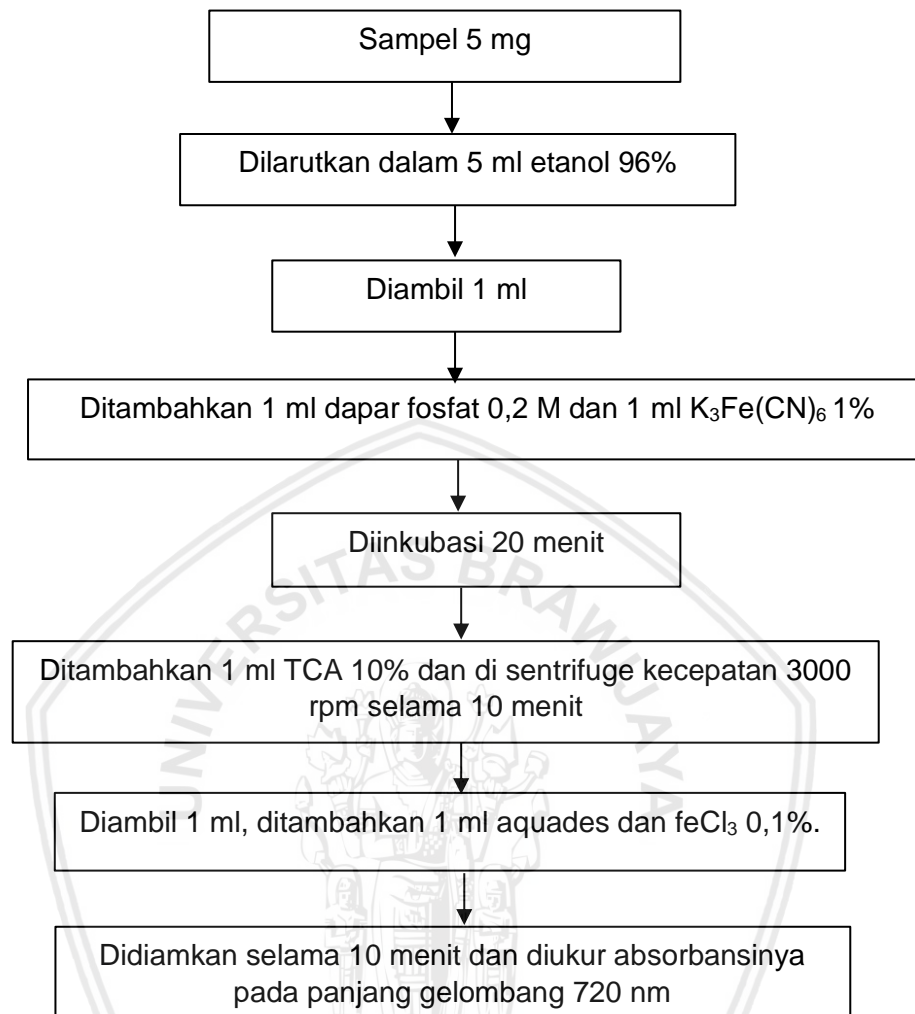 Sampel 5 mg
Dilarutkan dalam 5 ml etanol 96%
Diambil 1 ml
Ditambahkan 1 ml dapar fosfat 0,2 M dan 1 ml K₃Fe(CN)₆ 1%
Diinkubasi 20 menit
Ditambahkan 1 ml TCA 10% dan di sentrifuge kecepatan 3000
rpm selama 10 menit
Diambil 1 ml, ditambahkan 1 ml aquades dan feCl₃ 0,1%.
Didiamkan selama 10 menit dan diukur absorbansinya
pada panjang gelombang 720 nm
UNIVERSITAS BRAWIJAYA